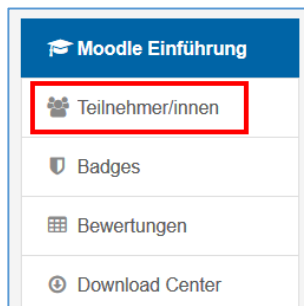 Moodle Einführung
Teilnehmer/innen
Badges
Bewertungen
Download Center